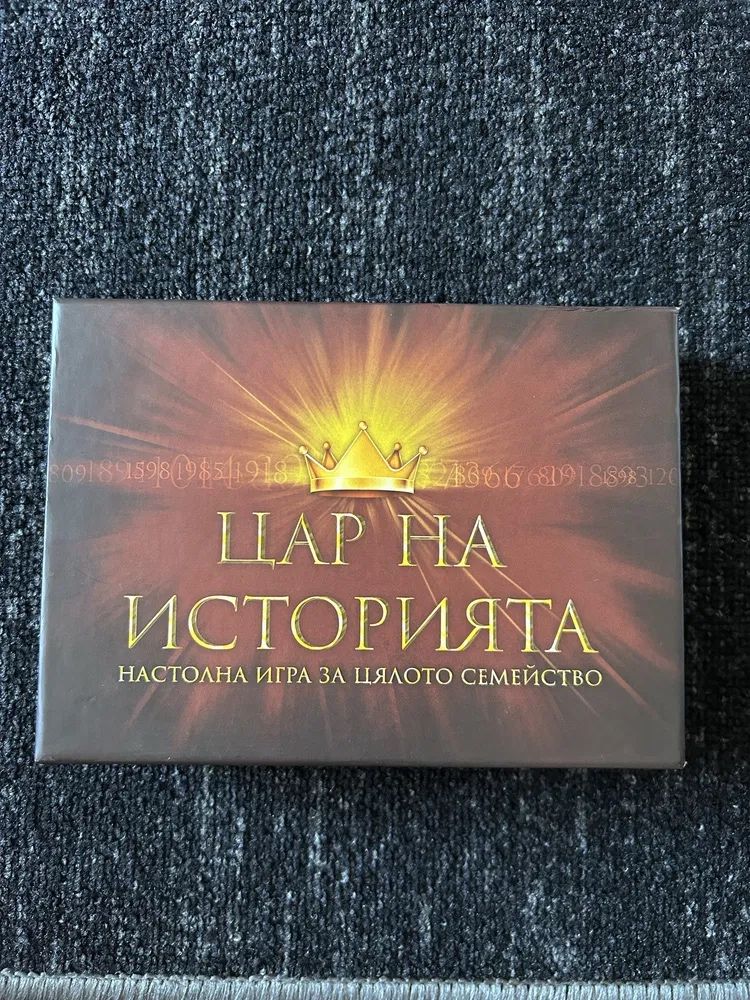 ЦАР НА
ИСТОРИЯТА
НАСТОЛНА ИГРА ЗА ЦЯЛОТО СЕМЕЙСТВО